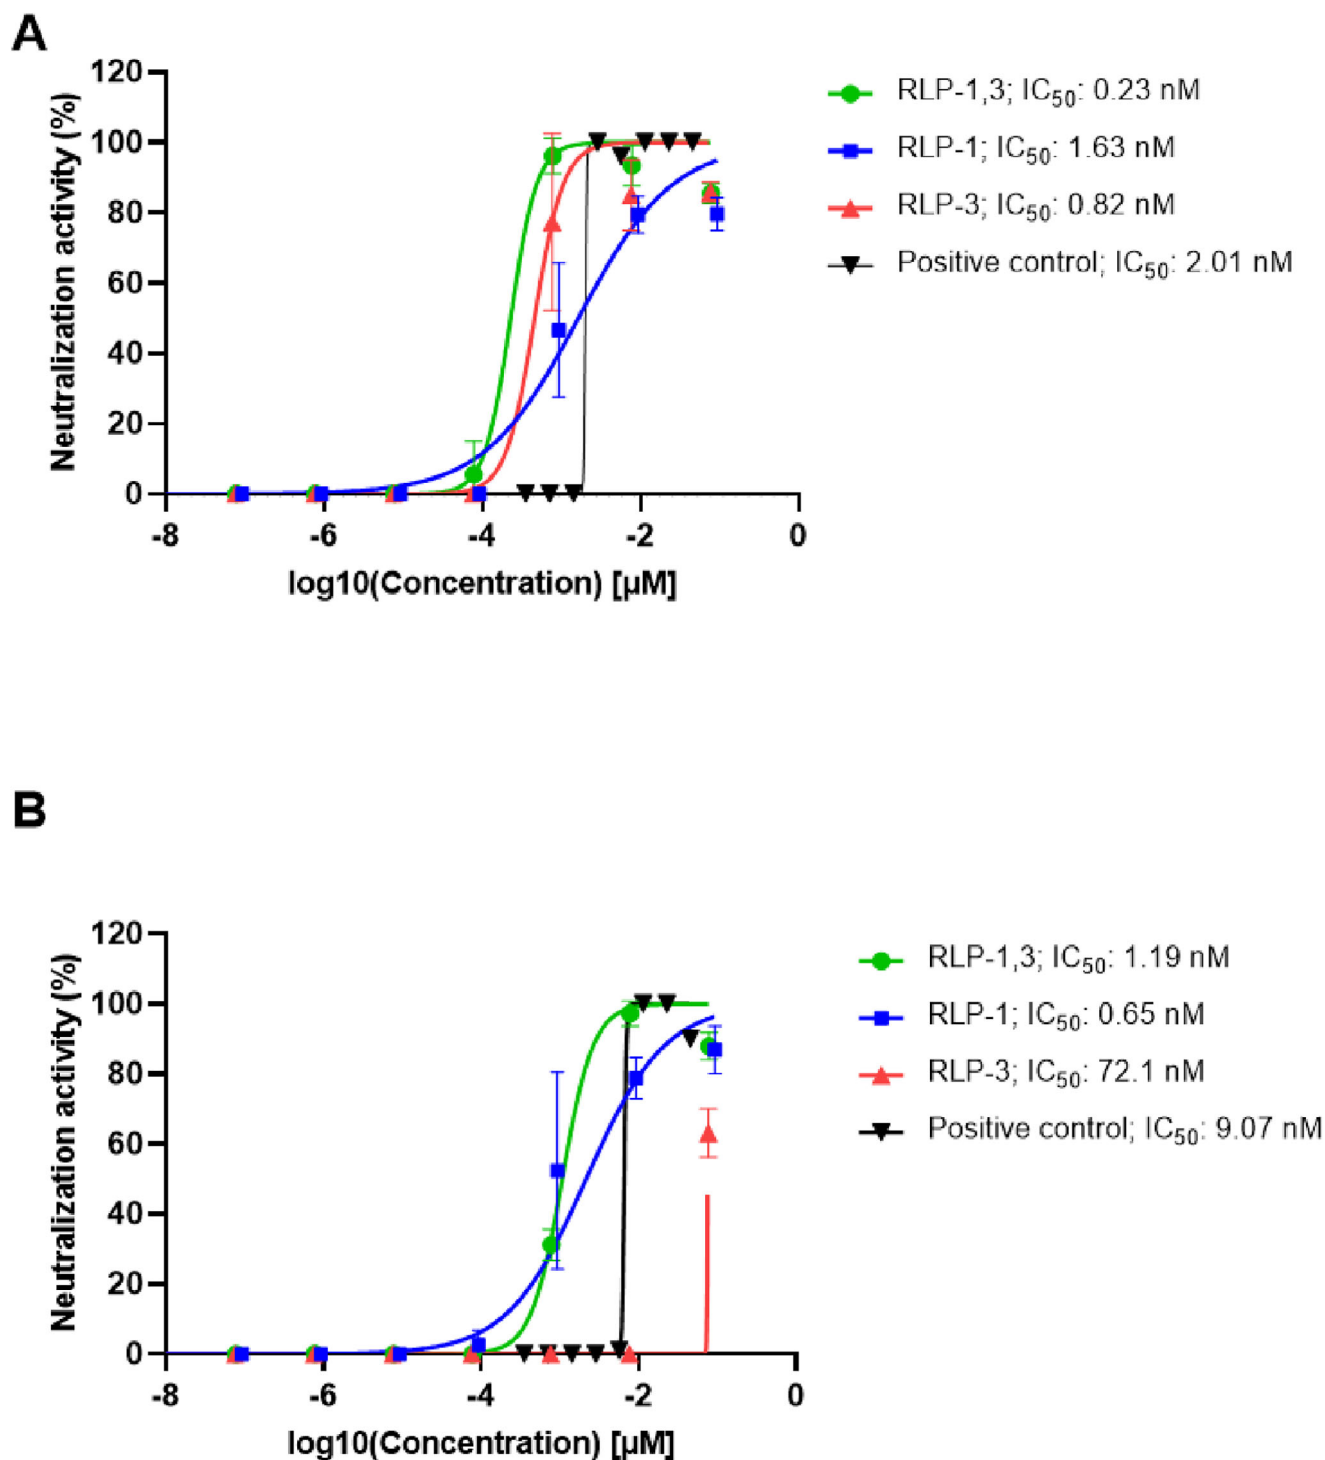 A
120
100
80
60
40
20
0
Neutralization activity (%)
-8 -6 -4 -2 0
log10(Concentration) [µM]
RLP-1,3; IC50: 0.23 nM
RLP-1; IC50: 1.63 nM
RLP-3; IC50: 0.82 nM
Positive control; IC50: 2.01 nM
B
120
100
80
60
40
20
0
Neutralization activity (%)
-8 -6 -4 -2 0
log10(Concentration) [µM]
RLP-1,3; IC50: 1.19 nM
RLP-1; IC50: 0.65 nM
RLP-3; IC50: 72.1 nM
Positive control; IC50: 9.07 nM